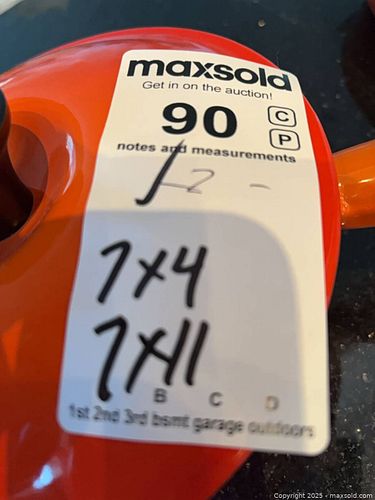 maxsold
Get in on the auction!
90 C
P
notes and measurements
7x4
7x11
B C D
1st 2nd 3rd bsmt garage outdoors
Copyright 2025 - maxsold.com